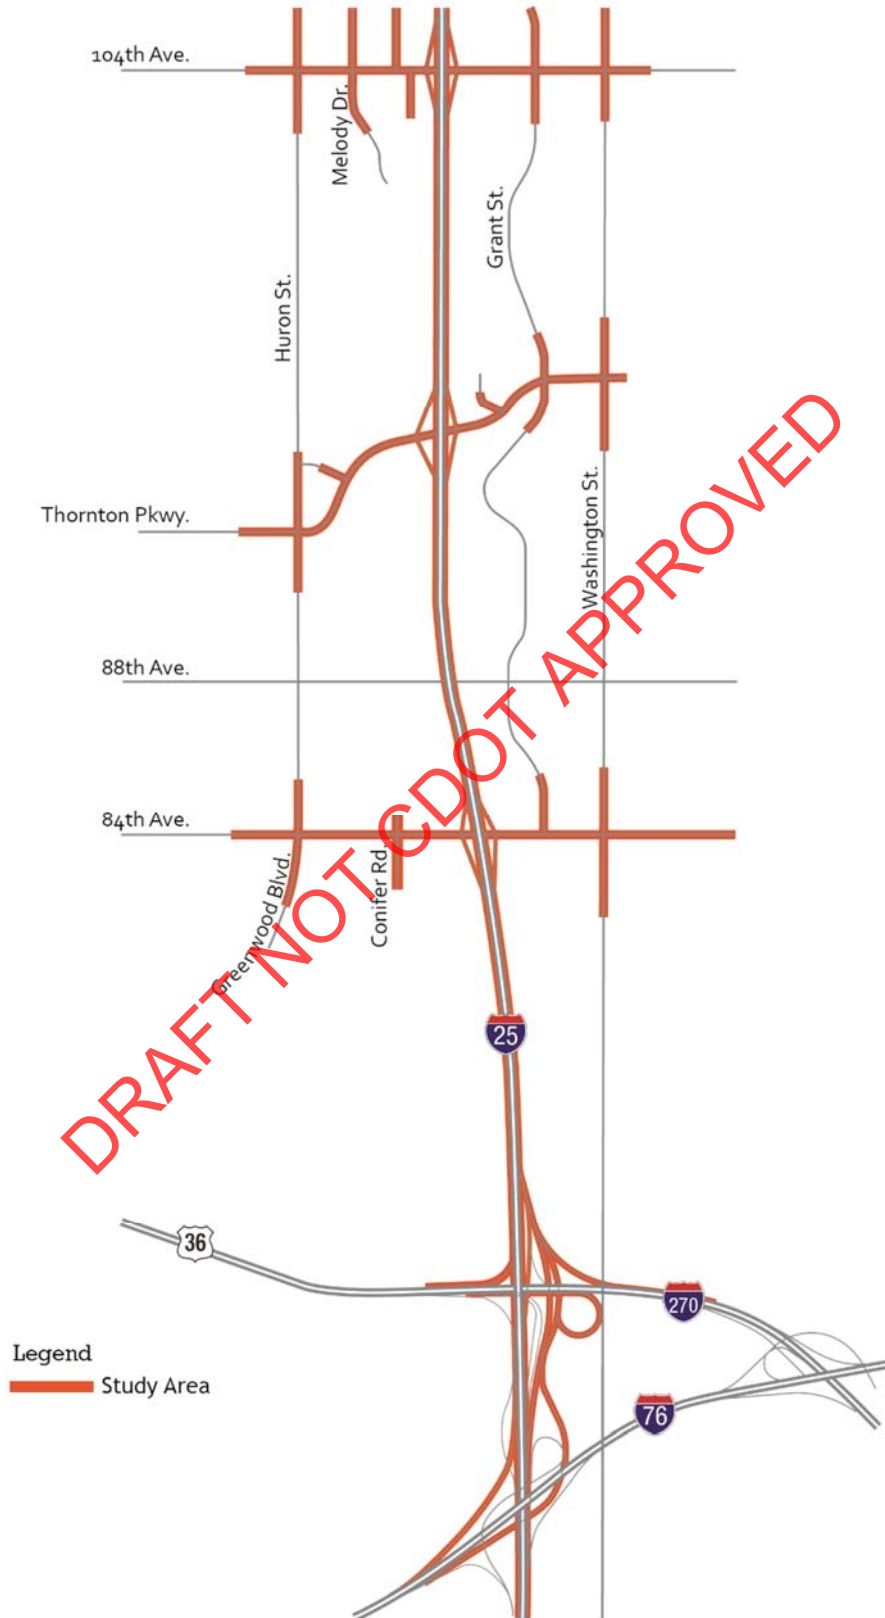 104th Ave.
Melody Dr.
Grant St.
Huron St.
Thornton Pkwy.
Washington St.
88th Ave.
84th Ave.
Greenwood Blvd.
Conifer Rd.
DRAFT NOT CDOT APPROVED
25
36
270
Legend
Study Area
76